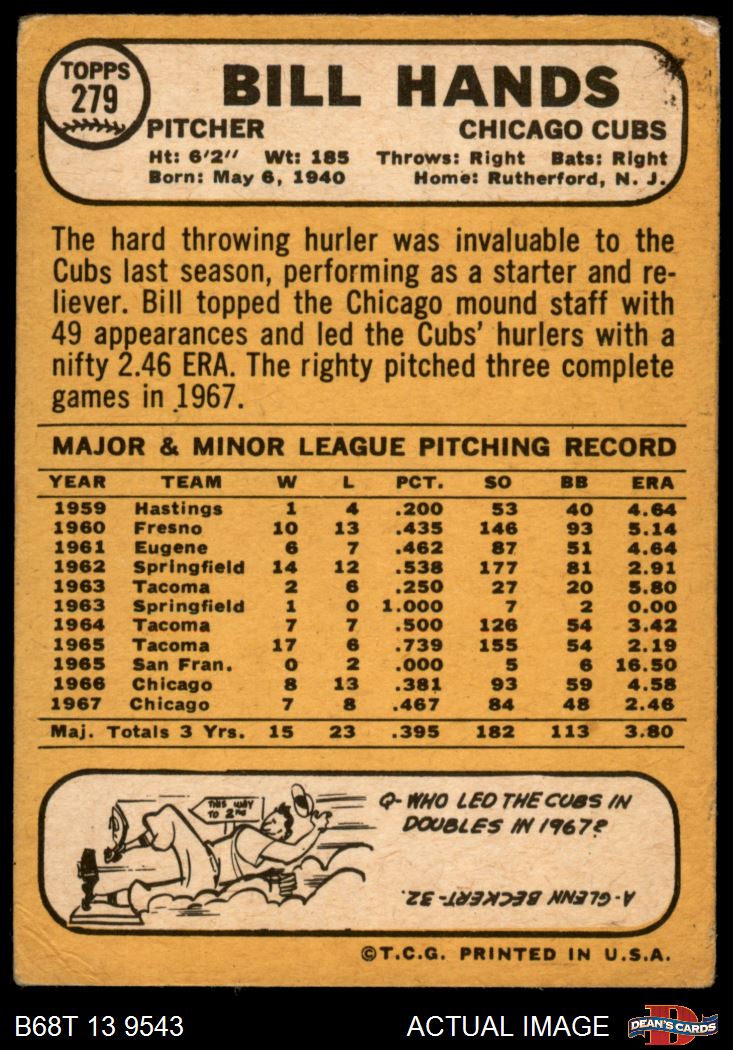 TOPPS
279
BILL HANDS
PITCHER CHICAGO CUBS
Ht: 6'2" Wt: 185 Throws: Right Bats: Right
Born: May 6, 1940 Home: Rutherford, N. J.
The hard throwing hurler was invaluable to the
Cubs last season, performing as a starter and re-
liever. Bill topped the Chicago mound staff with
49 appearances and led the Cubs' hurlers with a
nifty 2.46 ERA. The righty pitched three complete
games in 1967.
MAJOR & MINOR LEAGUE PITCHING RECORD
YEAR TEAM W L PCT. SO BB ERA
1959 Hastings 1 4 .200 53 40 4.64
1960 Fresno 10 13 .435 146 93 5.14
1961 Eugene 6 7 .462 87 51 4.64
1962 Springfield 14 12 .538 177 81 2.91
1963 Tacoma 2 6 .250 27 20 5.80
1963 Springfield 1 0 1.000 7 2 0.00
1964 Tacoma 7 7 .500 126 54 3.42
1965 Tacoma 17 6 .739 155 54 2.19
1965 San Fran. 0 2 .000 5 6 16.50
1966 Chicago 8 13 .381 93 59 4.58
1967 Chicago 7 8 .467 84 48 2.46
Maj. Totals 3 Yrs. 15 23 .395 182 113 3.80
THIS WAY
TO 2ND
Q-WHO LED THE CUBS IN
DOUBLES IN 1967?
A-GLENN BECKERT-32.
©T.C.G. PRINTED IN U.S.A.
B68T 13 9543 ACTUAL IMAGE
D
DEAN'S CARDS